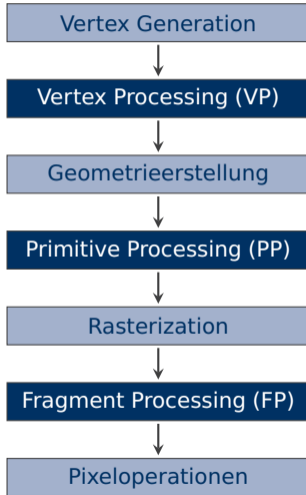 Vertex Generation
Vertex Processing (VP)
Geometrieerstellung
Primitive Processing (PP)
Rasterization
Fragment Processing (FP)
Pixeloperationen